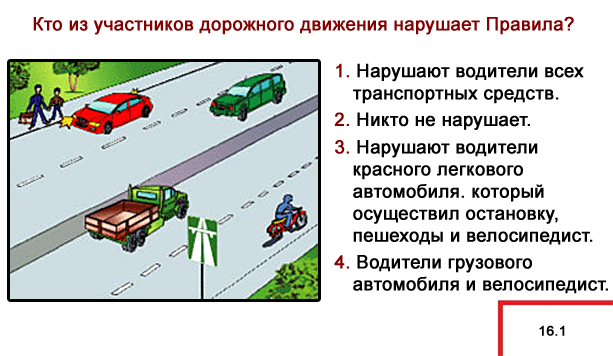 Кто из участников дорожного движения нарушает Правила?
1. Нарушают водители всех
транспортных средств.
2. Никто не нарушает.
3. Нарушают водители
красного легкового
автомобиля. который
осуществил остановку,
пешеходы и велосипедист.
4. Водители грузового
автомобиля и велосипедист.
16.1